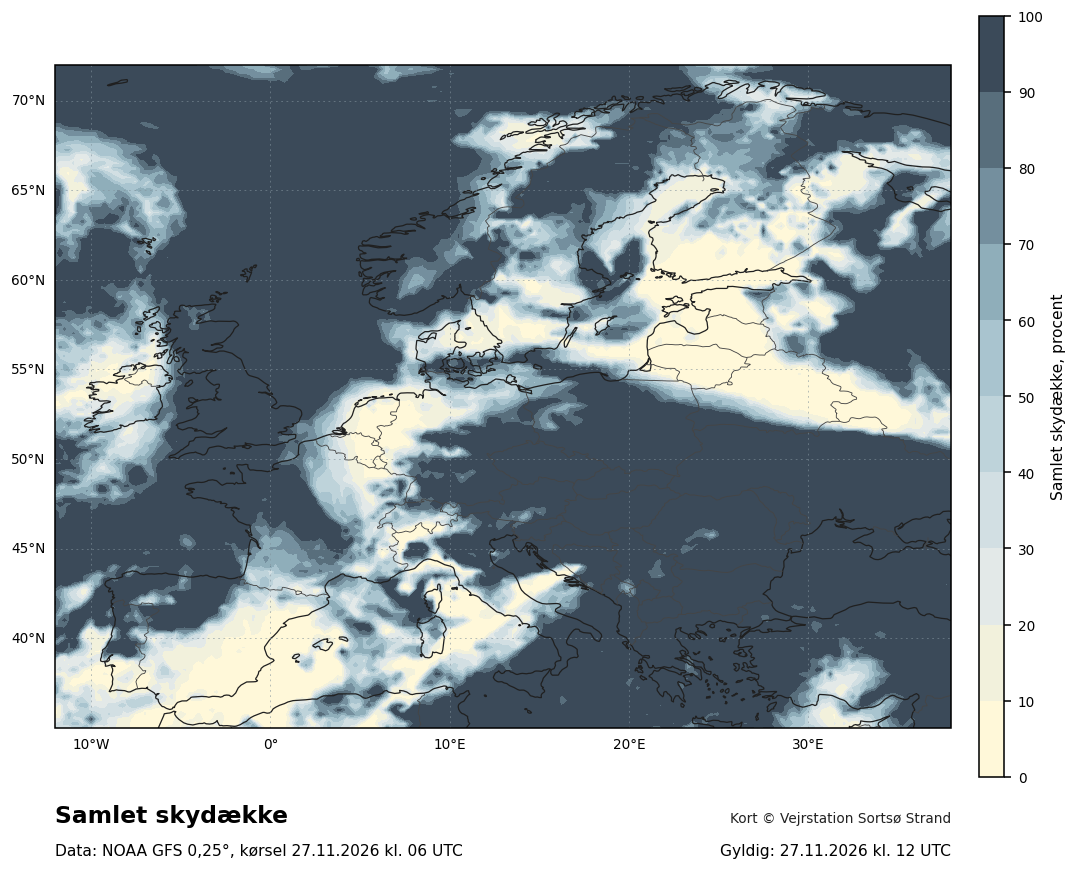 100
90
80
70
60
50
40
30
20
10
0
Samlet skydække, procent
70°N
65°N
60°N
55°N
50°N
45°N
40°N
10°W
0°
10°E
20°E
30°E
Samlet skydække
Kort © Vejrstation Sortsø Strand
Data: NOAA GFS 0,25°, kørsel 27.11.2026 kl. 06 UTC
Gyldig: 27.11.2026 kl. 12 UTC